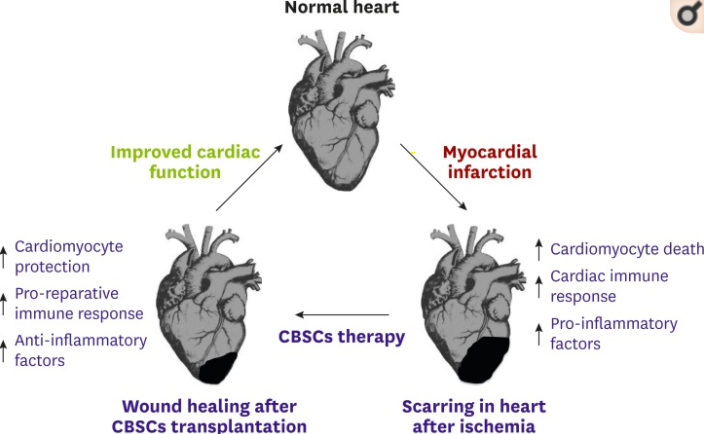 Normal heart
Improved cardiac
function
Myocardial
infarction
Cardiomyocyte
protection
Pro-reparative
immune response
Anti-inflammatory
factors
Cardiomyocyte death
Cardiac immune
response
Pro-inflammatory
factors
CBSCs therapy
Wound healing after
CBSCs transplantation
Scarring in heart
after ischemia